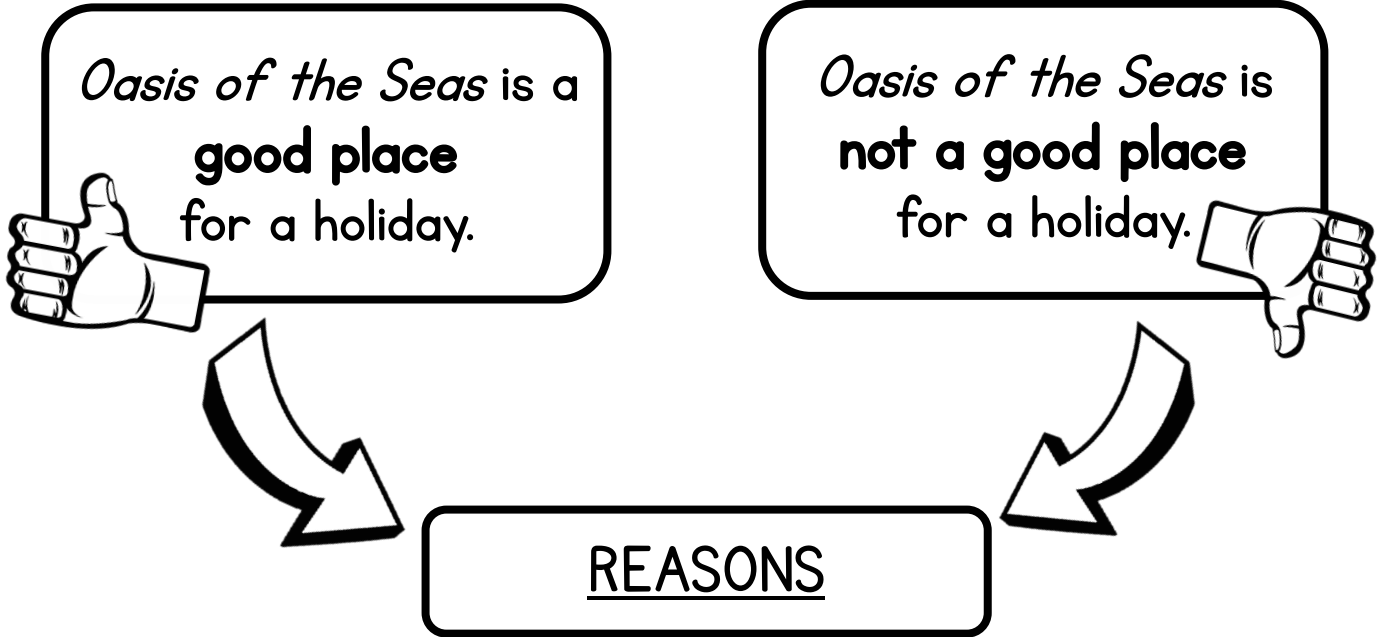 Oasis of the Seas is a
good place
for a holiday.
Oasis of the Seas is
not a good place
for a holiday.
REASONS